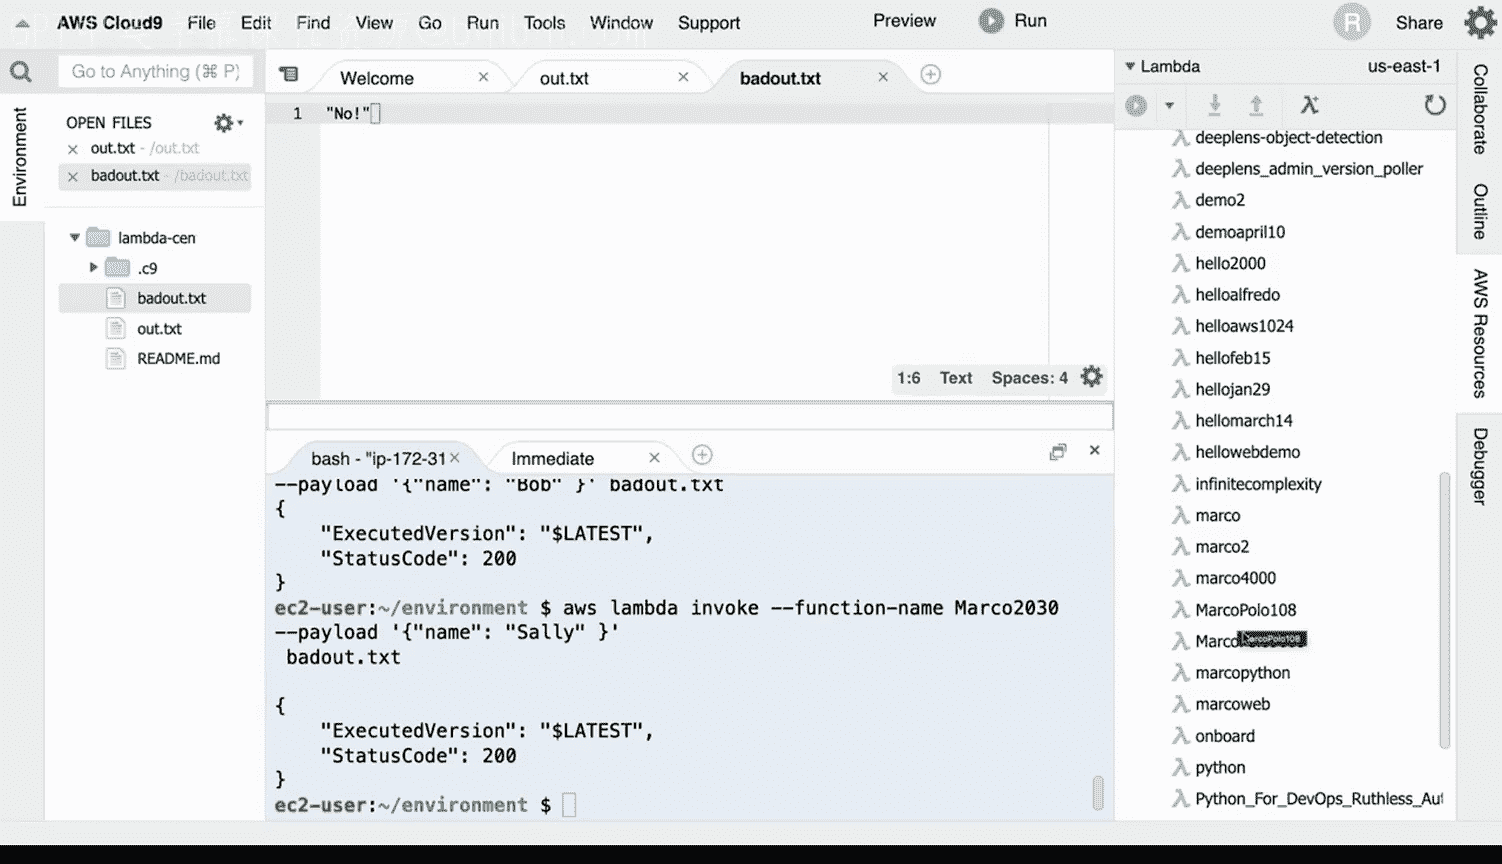 AWS Cloud9 File Edit Find View Go Run Tools Window Support Preview Run R Share
Go to Anything (⌘ P)
Welcome out.txt badout.txt
Environment
OPEN FILES
out.txt - /out.txt
badout.txt - /badout.txt
lambda-cen
.c9
badout.txt
out.txt
README.md
1 "No!"
1:6 Text Spaces: 4
bash - "ip-172-31 Immediate
--payload '{"name": "Bob" }' badout.txt
{
"ExecutedVersion": "$LATEST",
"StatusCode": 200
}
ec2-user:~/environment $ aws lambda invoke --function-name Marco2030
--payload '{"name": "Sally" }'
badout.txt
{
"ExecutedVersion": "$LATEST",
"StatusCode": 200
}
ec2-user:~/environment $
Lambda us-east-1
deeplens-object-detection
deeplens_admin_version_poller
demo2
demoapril10
hello2000
helloalfredo
helloaws1024
hellofeb15
hellojan29
hellomarch14
hellowebdemo
infinitecomplexity
marco
marco2
marco4000
MarcoPolo108
Marco
MarcoPolo108
marcopython
marcoweb
onboard
python
Python_For_DevOps_Ruthless_Aut
Collaborate
Outline
AWS Resources
Debugger